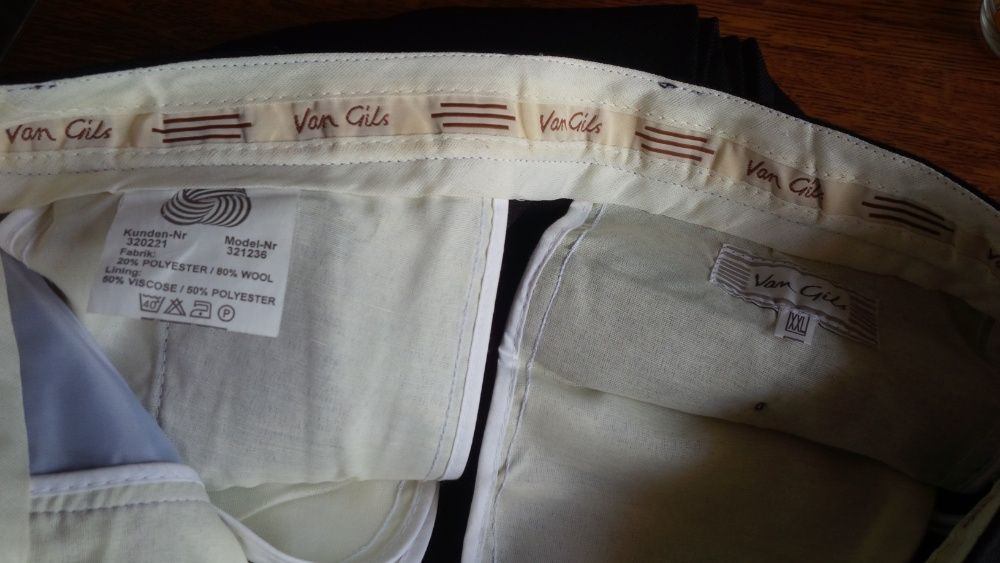 Van Gils
Van Gils
Van Gils
Van Gils
Kunden-Nr Model-Nr
320221 321236
Fabrik:
20% POLYESTER / 80% WOOL
Lining:
50% VISCOSE / 50% POLYESTER
40° P
Van Gils
XXL